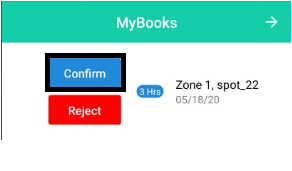 MyBooks
Confirm
Reject
3 Hrs
Zone 1, spot_22
05/18/20